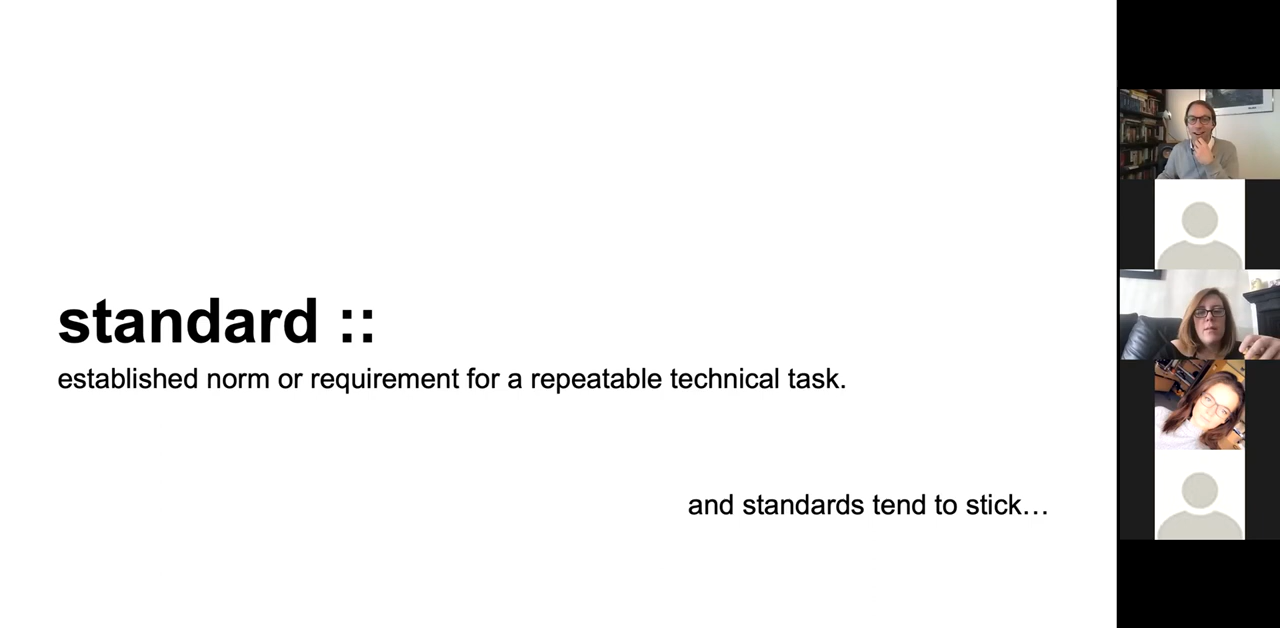 standard ::
established norm or requirement for a repeatable technical task.
and standards tend to stick…